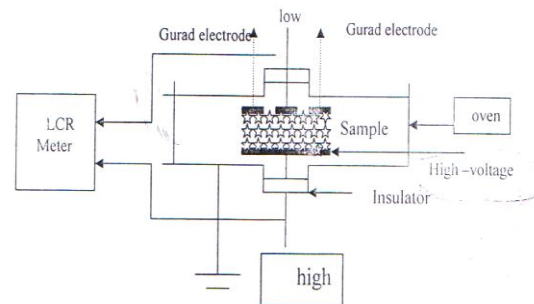 low
Gurad electrode
Gurad electrode
LCR
Meter
Sample
oven
High –voltage
Insulator
high